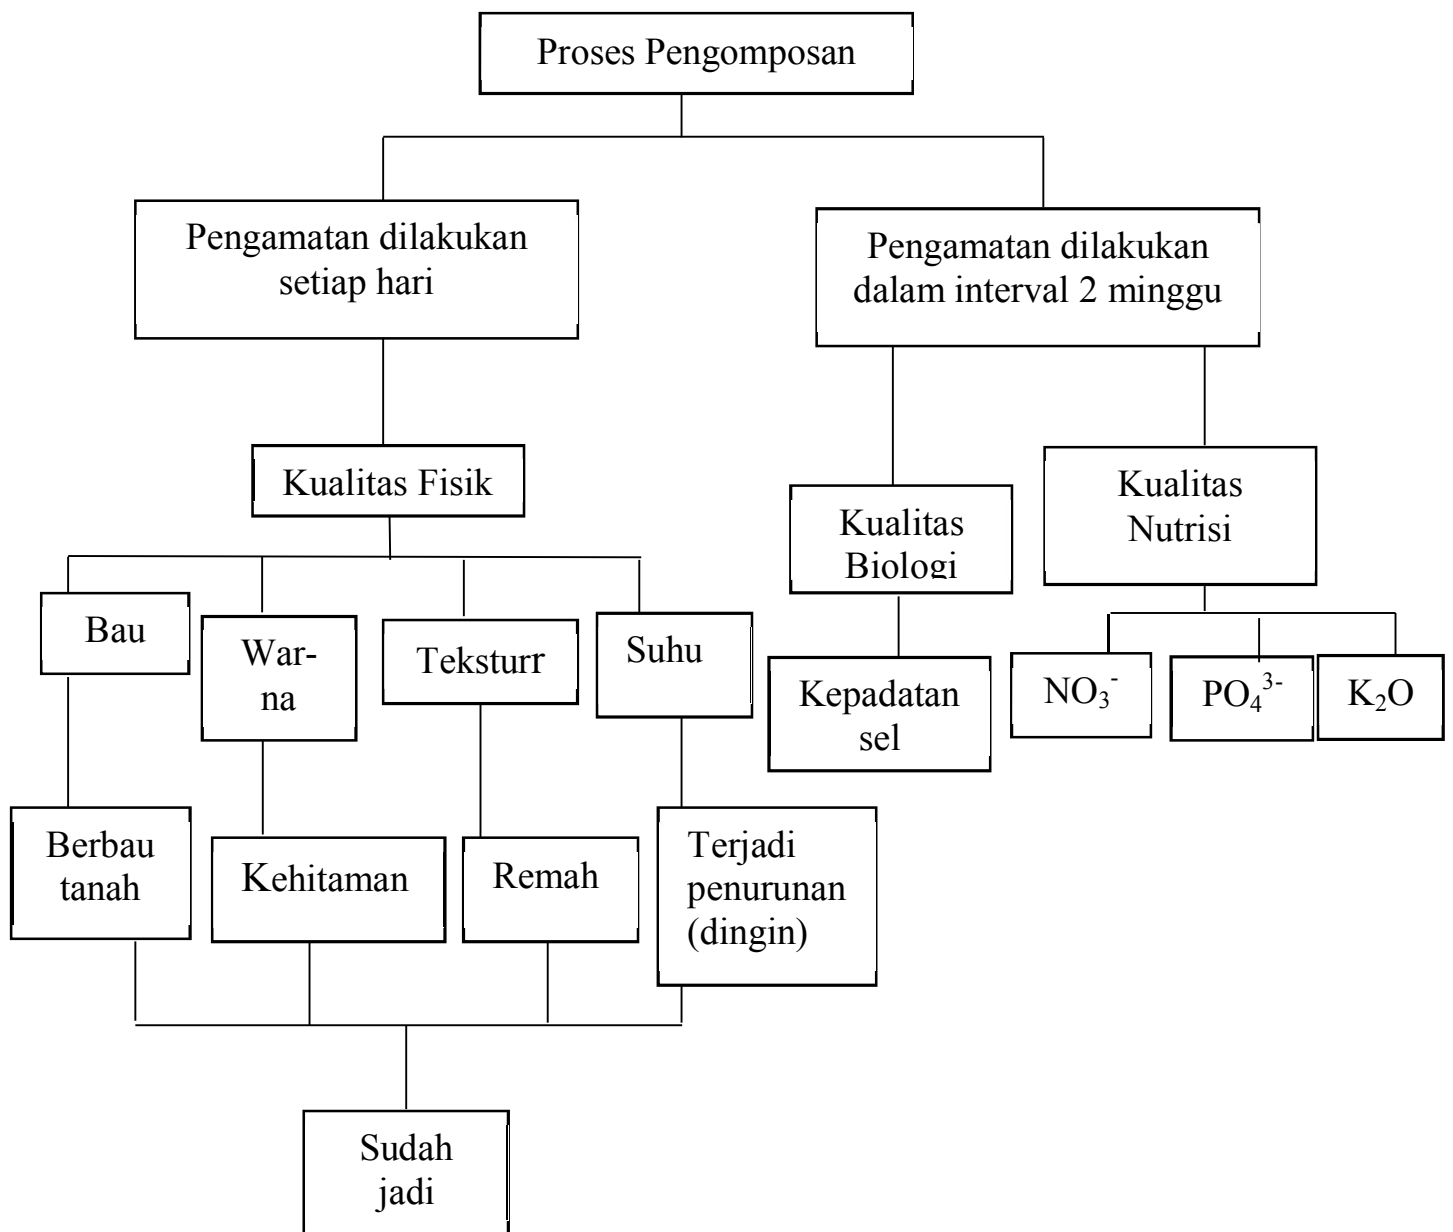 Proses Pengomposan
Pengamatan dilakukan
setiap hari
Pengamatan dilakukan
dalam interval 2 minggu
Kualitas Fisik
Kualitas
Biologi
Kualitas
Nutrisi
Bau
War-
na
Teksturr
Suhu
Kepadatan
sel
NO₃⁻
PO₄³⁻
K₂O
Berbau
tanah
Kehitaman
Remah
Terjadi
penurunan
(dingin)
Sudah
jadi